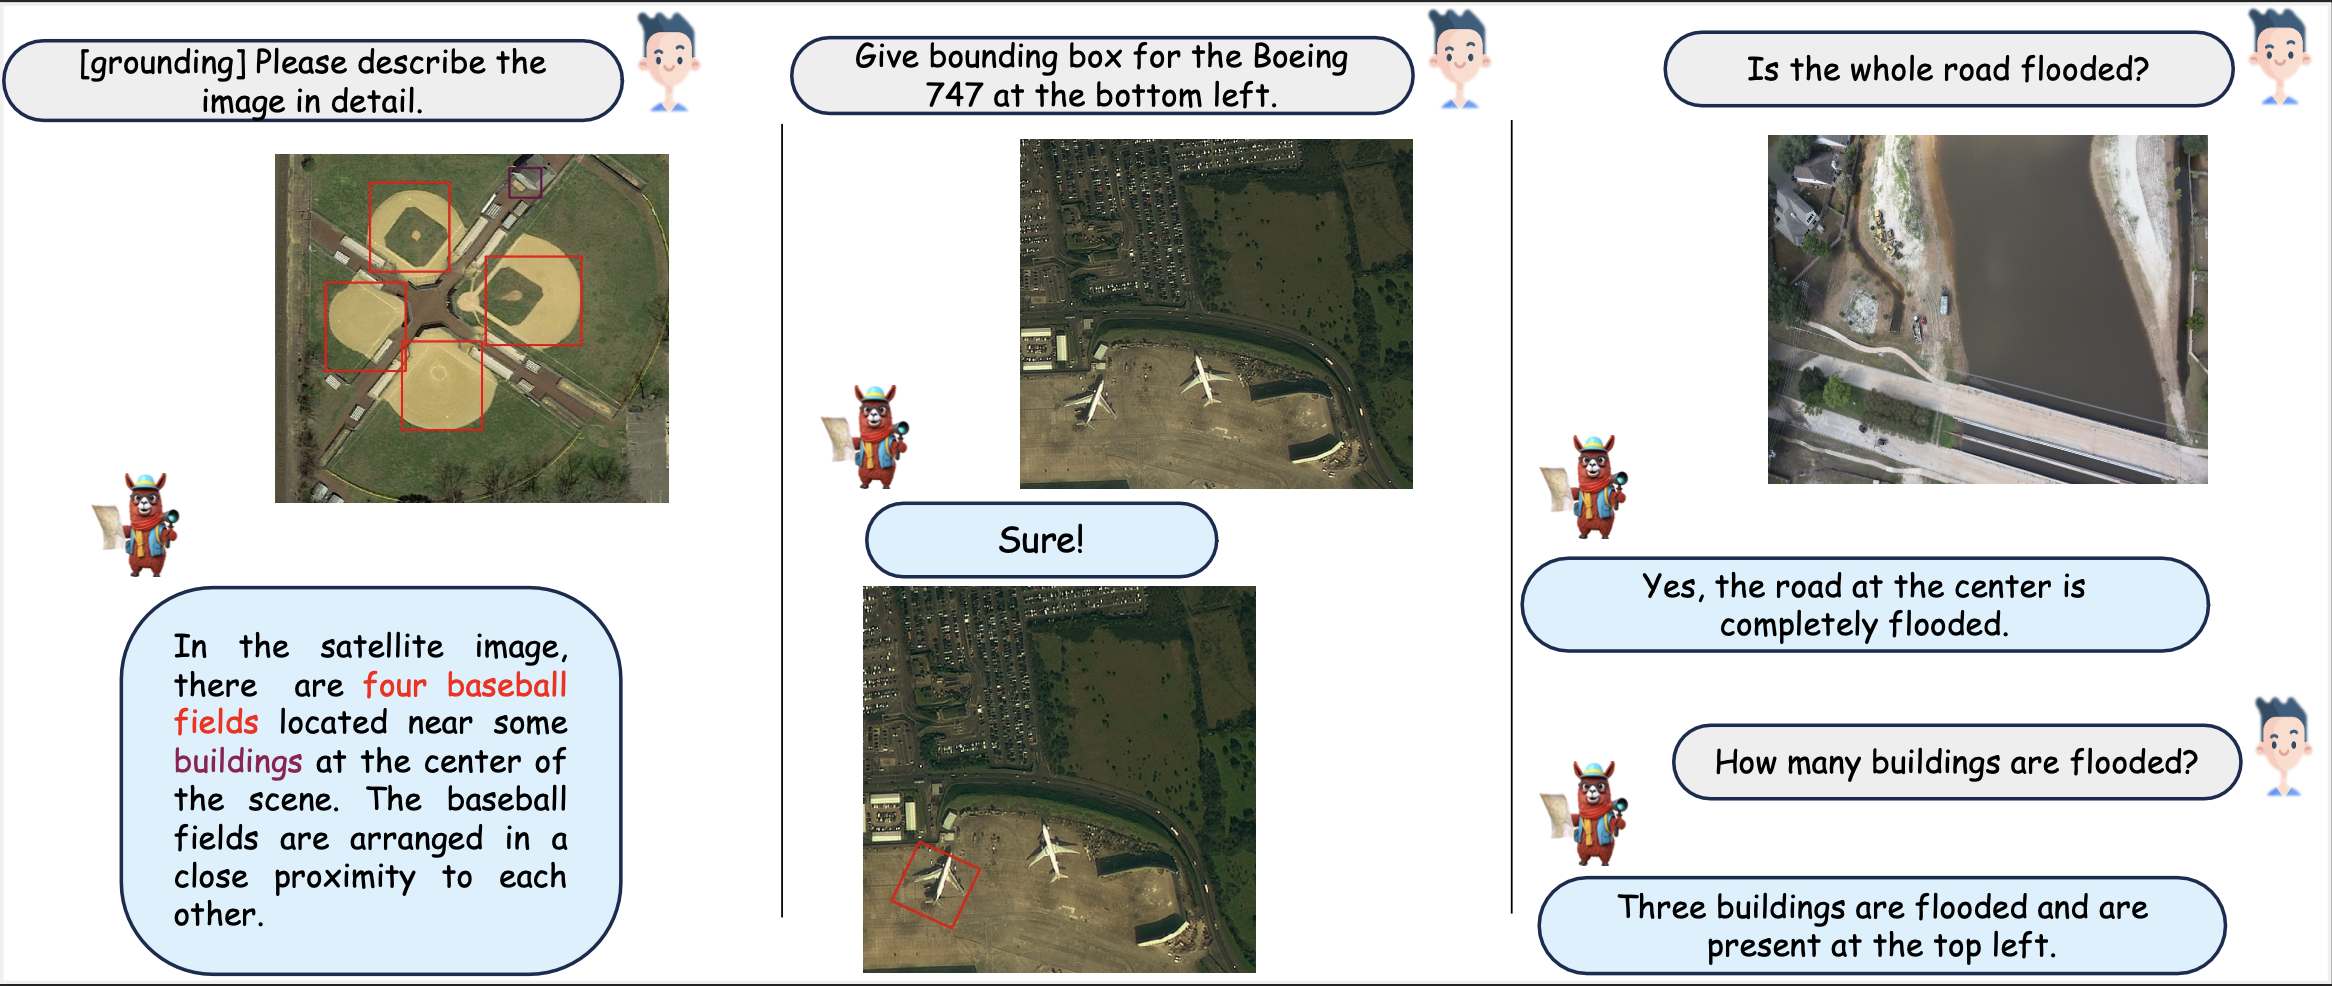 [grounding] Please describe the
image in detail.
In the satellite image,
there are four baseball
fields located near some
buildings at the center of
the scene. The baseball
fields are arranged in a
close proximity to each
other.
Give bounding box for the Boeing
747 at the bottom left.
Sure!
Is the whole road flooded?
Yes, the road at the center is
completely flooded.
How many buildings are flooded?
Three buildings are flooded and are
present at the top left.